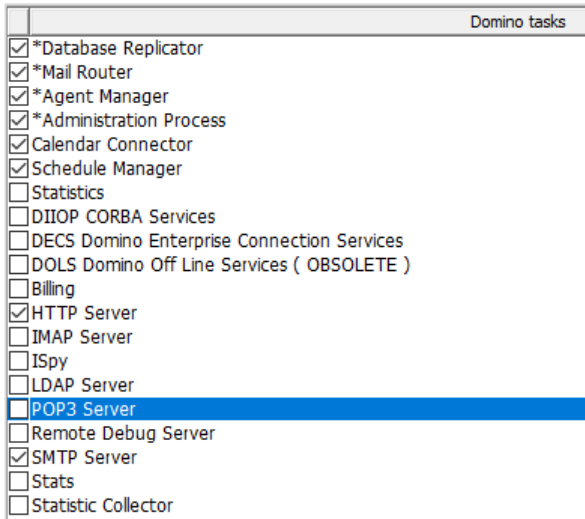 Domino tasks
*Database Replicator
*Mail Router
*Agent Manager
*Administration Process
Calendar Connector
Schedule Manager
Statistics
DIIOP CORBA Services
DECS Domino Enterprise Connection Services
DOLS Domino Off Line Services ( OBSOLETE )
Billing
HTTP Server
IMAP Server
ISpy
LDAP Server
POP3 Server
Remote Debug Server
SMTP Server
Stats
Statistic Collector